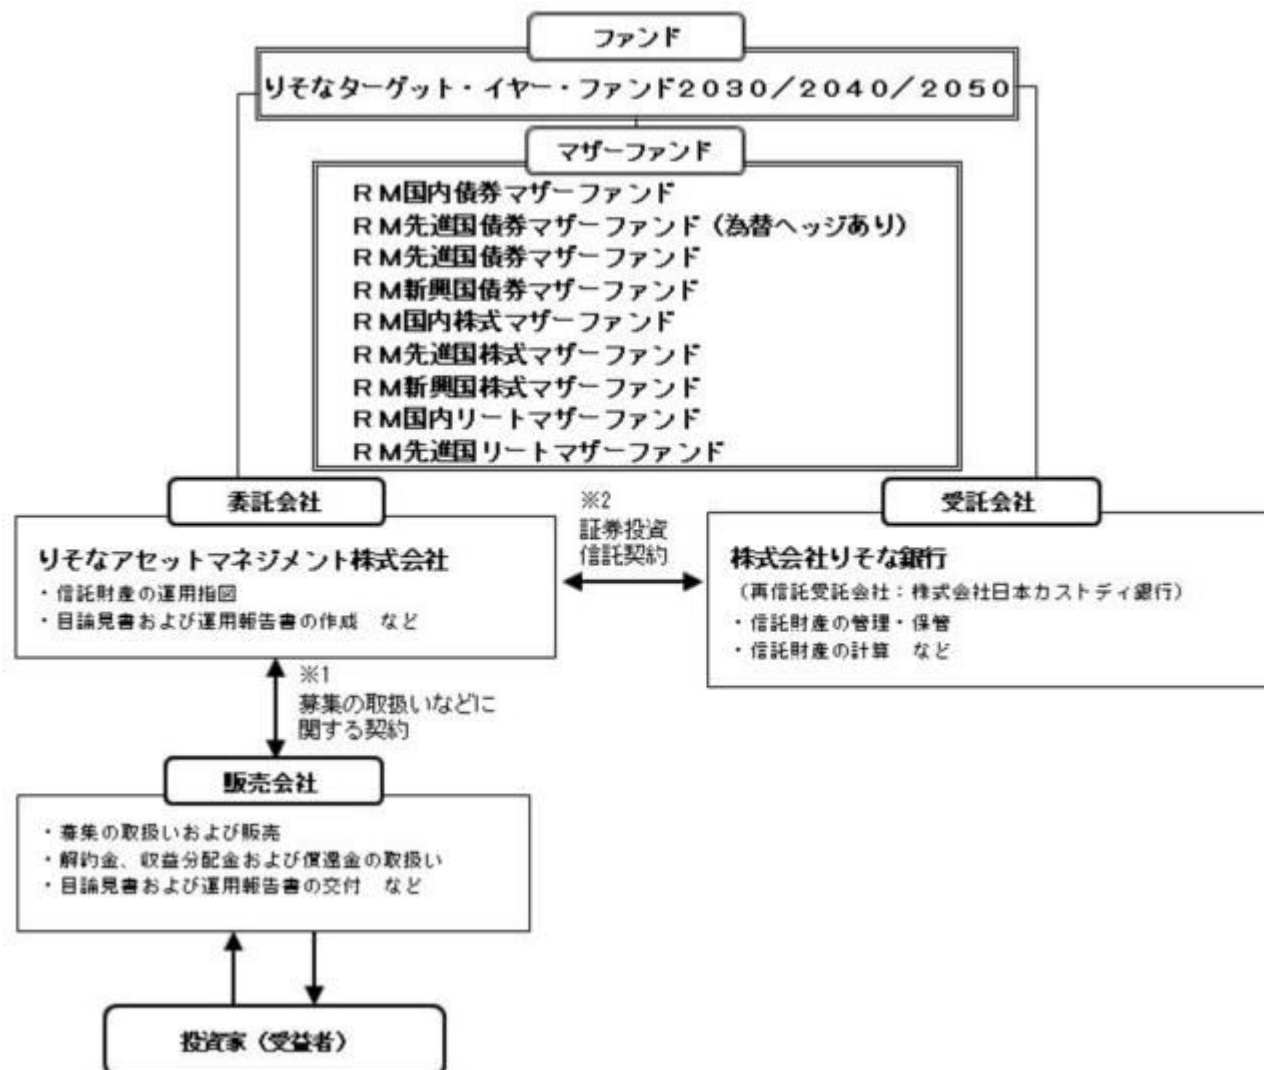 ファンド
りそなターゲット・イヤー・ファンド2030/2040/2050
マザーファンド
RM国内債券マザーファンド
RM先進国債券マザーファンド(為替ヘッジあり)
RM先進国債券マザーファンド
RM新興国債券マザーファンド
RM国内株式マザーファンド
RM先進国株式マザーファンド
RM新興国株式マザーファンド
RM国内リートマザーファンド
RM先進国リートマザーファンド
委託会社
りそなアセットマネジメント株式会社
・信託財産の運用指図
・目論見書および運用報告書の作成 など
※2
証券投資
信託契約
受託会社
株式会社りそな銀行
(再信託受託会社:株式会社日本カストディ銀行)
・信託財産の管理・保管
・信託財産の計算 など
※1
募集の取扱いなどに
関する契約
販売会社
・募集の取扱いおよび販売
・解約金、収益分配金および償還金の取扱い
・目論見書および運用報告書の交付 など
投資家(受益者)